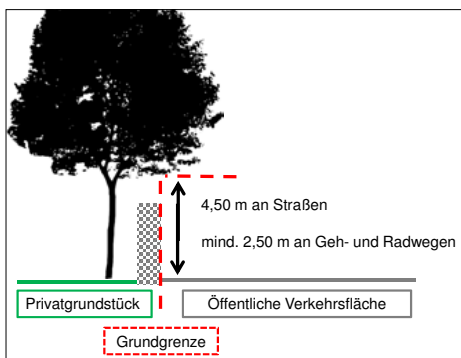 4,50 m an Straßen
mind. 2,50 m an Geh- und Radwegen
Privatgrundstück
Öffentliche Verkehrsfläche
Grundgrenze